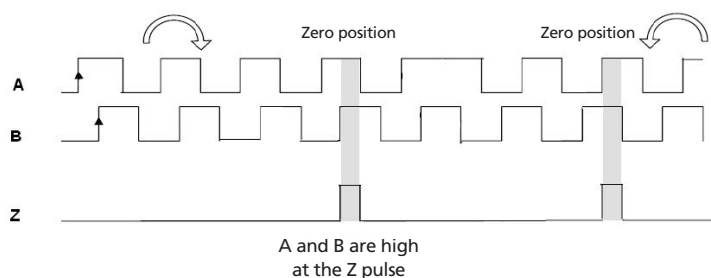 Zero position
Zero position
A
B
Z
A and B are high
at the Z pulse